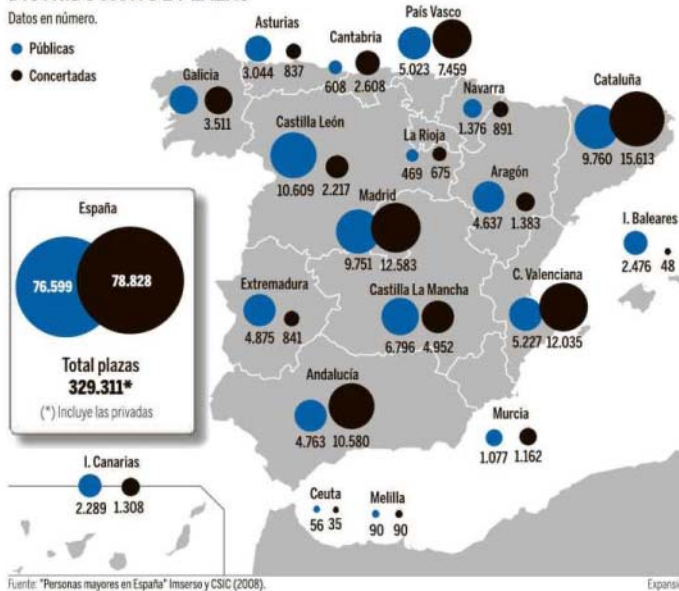 Datos en número.
Públicas
Concertadas
Asturias
3.044 837
Cantabria
608 2.608
País Vasco
5.023 7.459
Navarra
1.376 891
Cataluña
9.760 15.613
Galicia
3.511
Castilla León
10.609 2.217
La Rioja
469 675
Aragón
4.637 1.383
Madrid
9.751 12.583
I. Baleares
2.476 48
España
76.599 78.828
Total plazas
329.311*
(*) Incluye las privadas
Extremadura
4.875 841
Castilla La Mancha
6.796 4.952
C. Valenciana
5.227 12.035
Andalucía
4.763 10.580
Murcia
1.077 1.162
I. Canarias
2.289 1.308
Ceuta
56 35
Melilla
90 90
Fuente: "Personas mayores en España" Imserso y CSIC (2008).